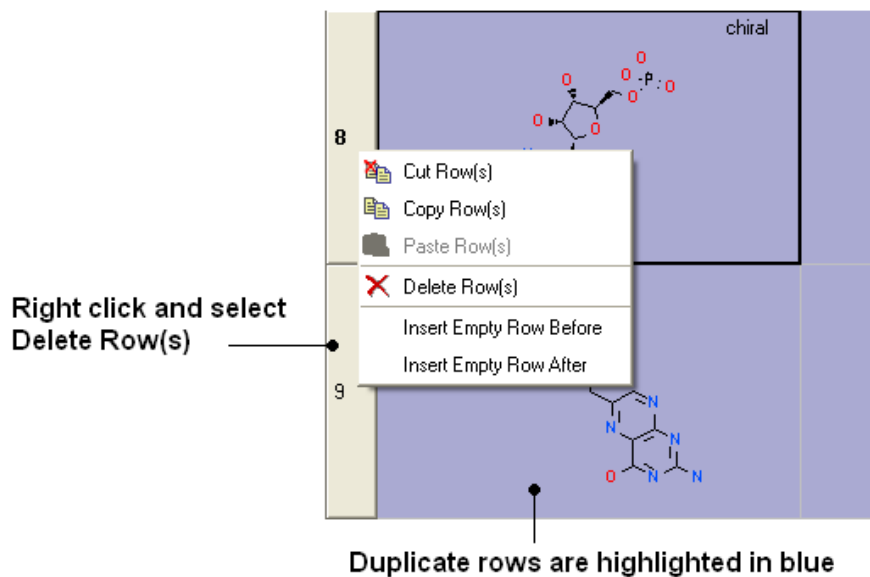 chiral
O
O
P
O
O
O
O
O
8
Cut Row(s)
Copy Row(s)
Paste Row(s)
Delete Row(s)
Right click and select
Delete Row(s)
Insert Empty Row Before
Insert Empty Row After
9
N
N
N
O
N
N
Duplicate rows are highlighted in blue